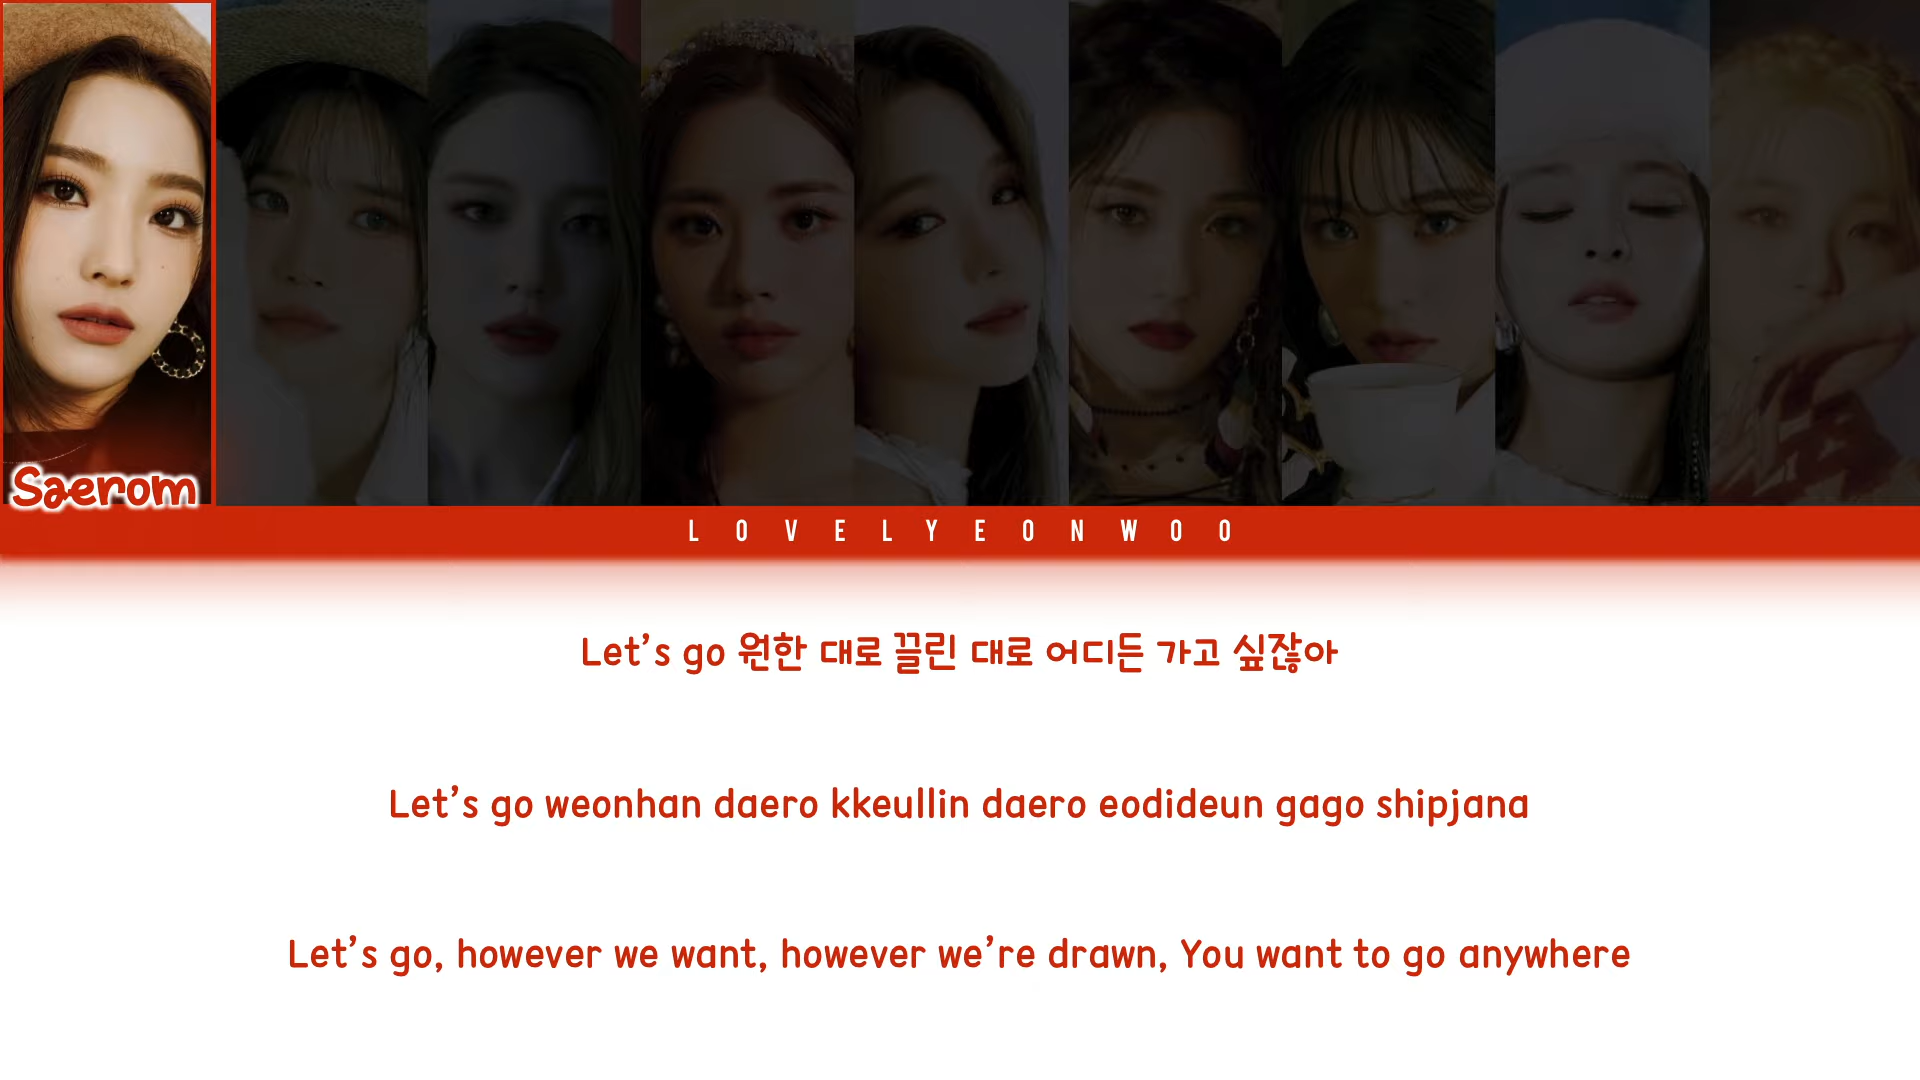 Saerom
LOVELYEONWOO
Let’s go 원한 대로 끌린 대로 어디든 가고 싶잖아
Let’s go weonhan daero kkeullin daero eodideun gago shipjana
Let’s go, however we want, however we’re drawn, You want to go anywhere